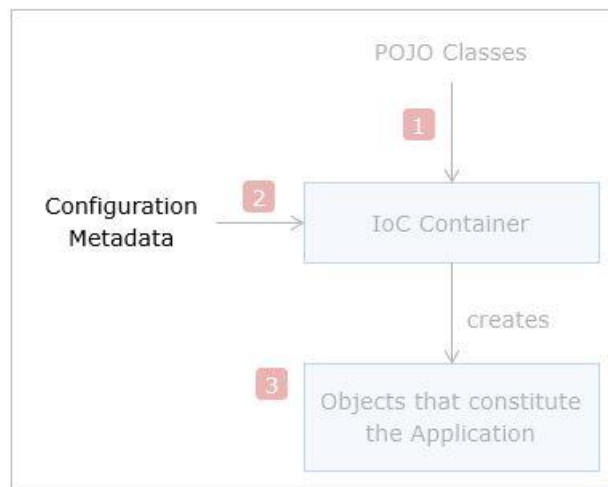 POJO Classes
1
2
Configuration
Metadata
IoC Container
creates
3
Objects that constitute
the Application